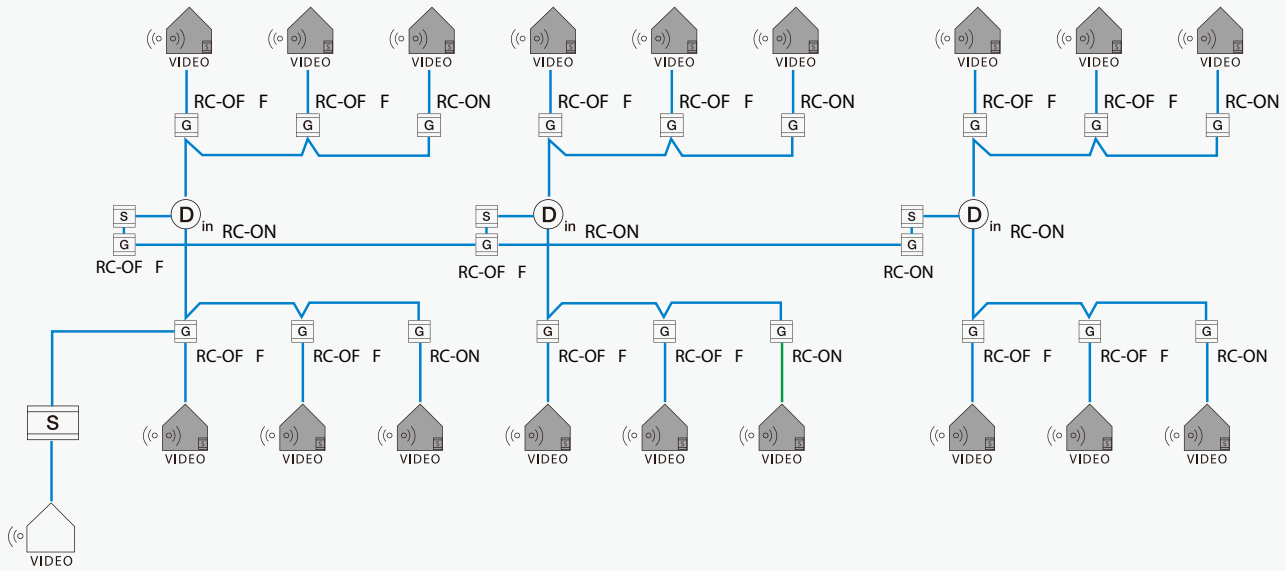 S S S S S S S S S
VIDEO VIDEO VIDEO VIDEO VIDEO VIDEO VIDEO VIDEO VIDEO
RC-OF F RC-OF F RC-ON RC-OF F RC-OF F RC-ON RC-OF F RC-OF F RC-ON
G G G G G G G G G
S D in RC-ON S D in RC-ON S D in RC-ON
G G G
RC-OF F RC-OF F RC-ON
G G G G G G G G G
RC-OF F RC-OF F RC-ON RC-OF F RC-OF F RC-ON RC-OF F RC-OF F RC-ON
S
S S S S S S S S S
VIDEO VIDEO VIDEO VIDEO VIDEO VIDEO VIDEO VIDEO VIDEO
VIDEO